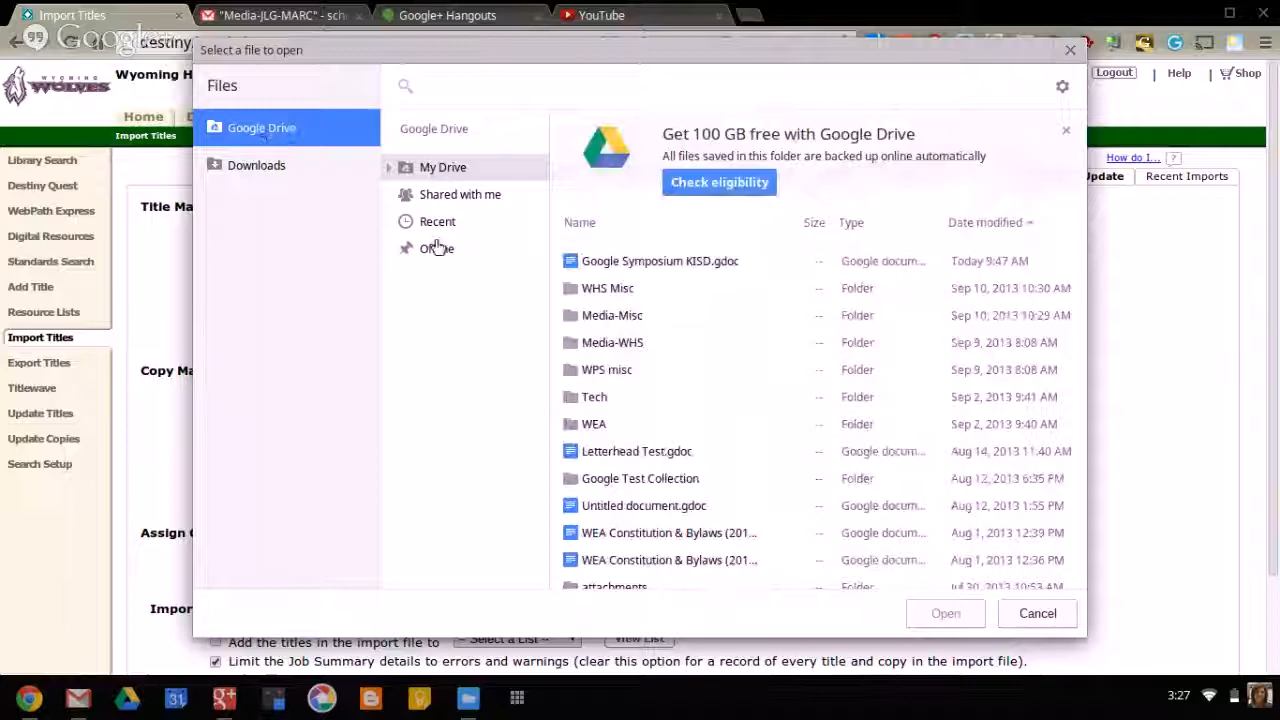 Import Titles
"Media-JLG-MARC" - sch
Google+ Hangouts
YouTube
Google+
destiny
Select a file to open
WYOMING
WOLVES
Wyoming H
Logout | Help | Shop
Files
Home
Google Drive
Google Drive
Get 100 GB free with Google Drive
All files saved in this folder are backed up online automatically
Check eligibility
Import Titles
How do I... ?
Library Search
Downloads
My Drive
Update
Recent Imports
Destiny Quest
Shared with me
WebPath Express
Title Ma
Recent
Name Size Type Date modified
Digital Resources
Standards Search
Google Symposium KISD.gdoc -- Google docum... Today 9:47 AM
Add Title
WHS Misc -- Folder Sep 10, 2013 10:30 AM
Resource Lists
Media-Misc -- Folder Sep 10, 2013 10:29 AM
Import Titles
Media-WHS -- Folder Sep 9, 2013 8:08 AM
Export Titles
Copy Ma
WPS misc -- Folder Sep 9, 2013 8:08 AM
Titlewave
Tech -- Folder Sep 2, 2013 9:41 AM
Update Titles
WEA -- Folder Sep 2, 2013 9:40 AM
Update Copies
Letterhead Test.gdoc -- Google docum... Aug 14, 2013 11:40 AM
Search Setup
Google Test Collection -- Folder Aug 12, 2013 6:35 PM
Untitled document.gdoc -- Google docum... Aug 12, 2013 1:55 PM
Assign C
WEA Constitution & Bylaws (201... -- Google docum... Aug 1, 2013 12:39 PM
WEA Constitution & Bylaws (201... -- Google docum... Aug 1, 2013 12:36 PM
attachments -- Folder Jul 30, 2013 10:53 AM
Impor
Open
Cancel
Add the titles in the import file to -- Select a List -- View List
Limit the Job Summary details to errors and warnings (clear this option for a record of every title and copy in the import file).
31
3:27